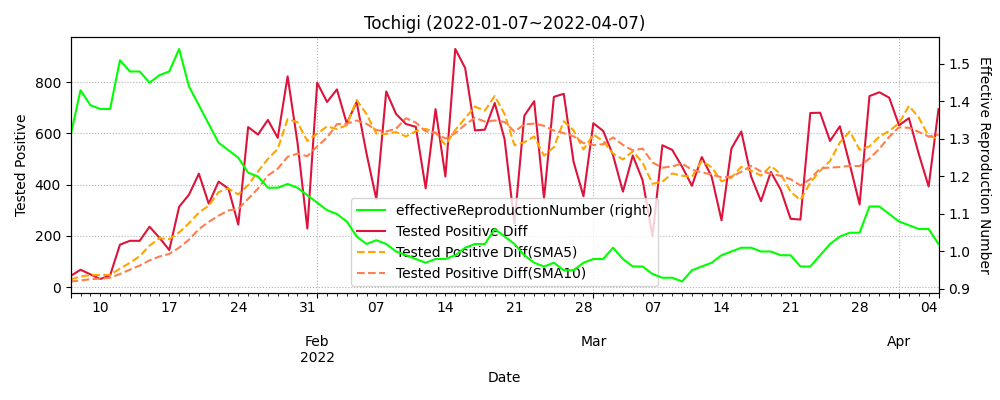 Tochigi (2022-01-07~2022-04-07)
Tested Positive
800
600
400
200
0
1.5
1.4
1.3
1.2
1.1
1.0
0.9
Effective Reproduction Number
effectiveReproductionNumber (right)
Tested Positive Diff
Tested Positive Diff(SMA5)
Tested Positive Diff(SMA10)
10 17 24 31 07 14 21 28 07 14 21 28 04
Feb Mar Apr
2022
Date